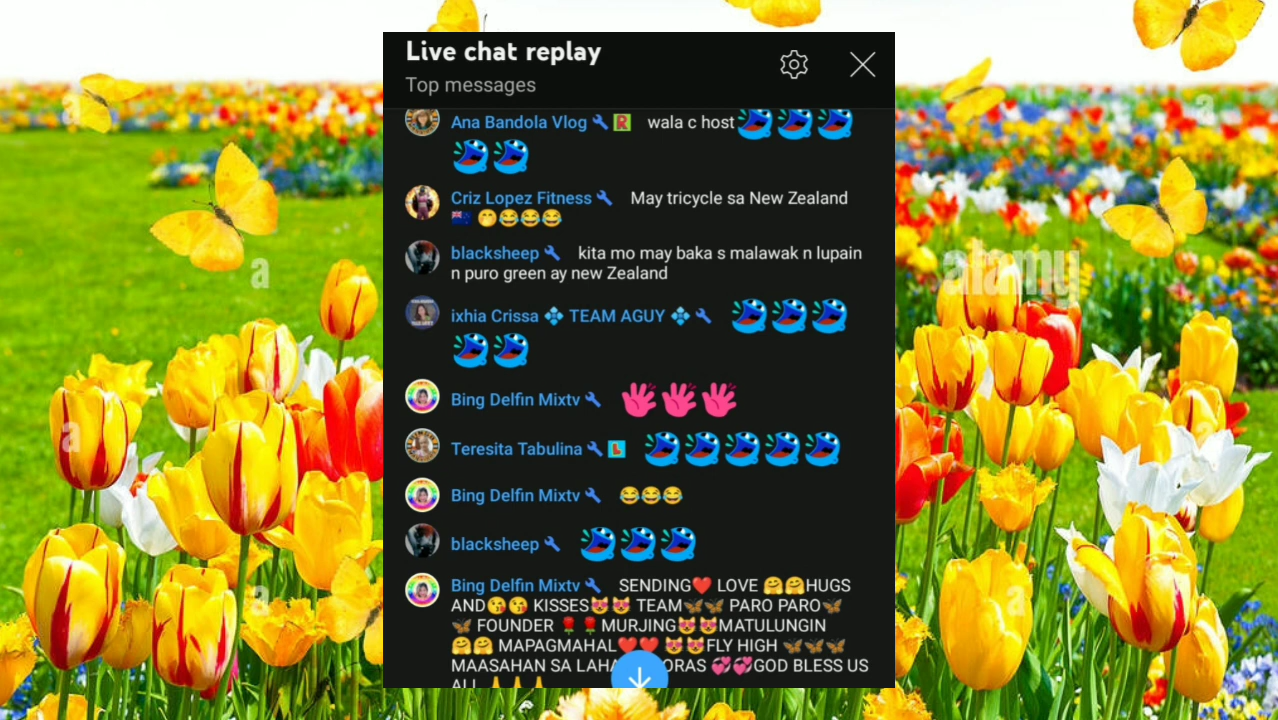 Live chat replay
Top messages
Ana Bandola Vlog R wala c host
Criz Lopez Fitness May tricycle sa New Zealand
blacksheep kita mo may baka s malawak n lupain
n puro green ay new Zealand
ixhia Crissa TEAM AGUY
Bing Delfin Mixtv
Teresita Tabulina L
Bing Delfin Mixtv
blacksheep
Bing Delfin Mixtv SENDING❤️ LOVE 🤗🤗HUGS
AND😘😘 KISSES😻😻 TEAM🦋🦋 PARO PARO🦋
🦋 FOUNDER 🌹🌹MURJING😻😻MATULUNGIN
🤗🤗 MAPAGMAHAL❤️❤️ 😻😻FLY HIGH 🦋🦋🦋
MAASAHAN SA ORAS 💞💞GOD BLESS US
a
a
a
a
a
a
alamy